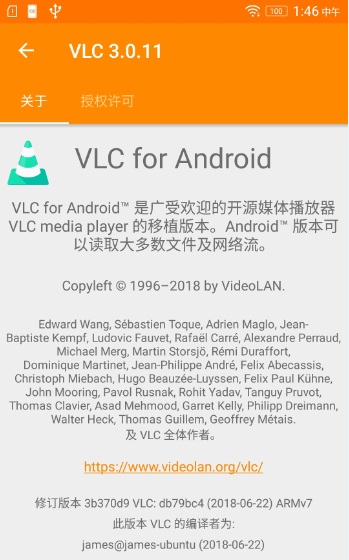 100 1:46 中午
VLC 3.0.11
关于 授权许可
VLC for Android
VLC for Android™ 是广受欢迎的开源媒体播放器
VLC media player 的移植版本。Android™ 版本可
以读取大多数文件及网络流。
Copyleft © 1996–2018 by VideoLAN.
Edward Wang, Sébastien Toque, Adrien Maglo, Jean-
Baptiste Kempf, Ludovic Fauvet, Rafaël Carré, Alexandre Perraud,
Michael Merg, Martin Storsjö, Rémi Duraffort,
Dominique Martinet, Jean-Philippe André, Felix Abecassis,
Christoph Miebach, Hugo Beauzée-Luyssen, Felix Paul Kühne,
John Mooring, Pavol Rusnak, Rohit Yadav, Tanguy Pruvot,
Thomas Clavier, Asad Mehmood, Garret Kelly, Philipp Dreimann,
Walter Heck, Thomas Guillem, Geoffrey Métais.
及 VLC 全体作者。
https://www.videolan.org/vlc/
修订版本 3b370d9 VLC: db79bc4 (2018-06-22) ARMv7
此版本 VLC 的编译者为:
james@james-ubuntu (2018-06-22)